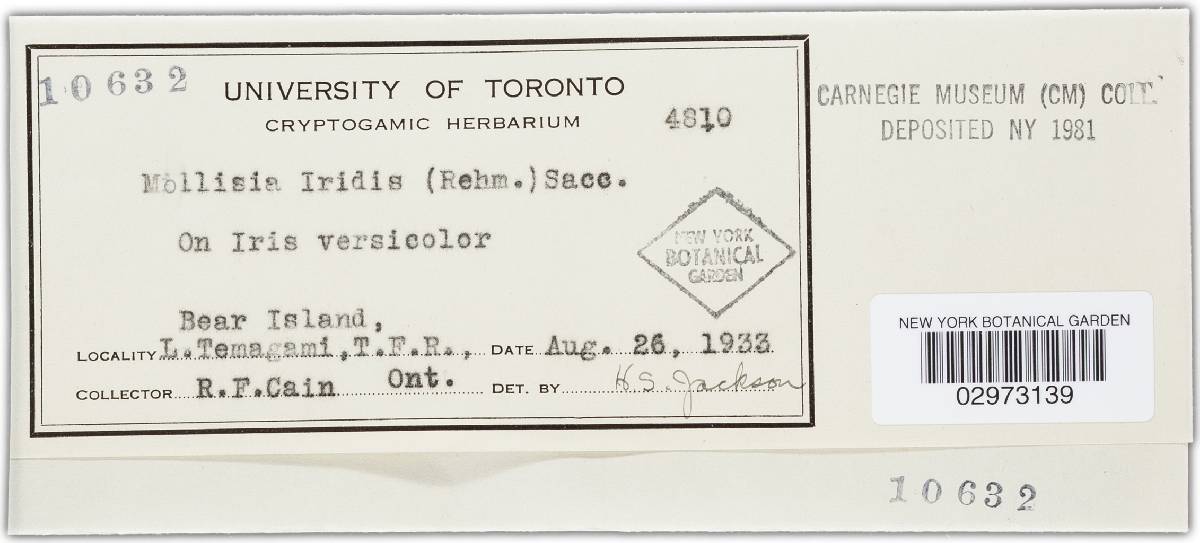 10632
UNIVERSITY OF TORONTO
CRYPTOGAMIC HERBARIUM
4810
Mollisia Iridis (Rehm.) Sacc.
On Iris versicolor
Bear Island,
LOCALITY L. Temagami, T.F.R., DATE Aug. 26, 1933
Ont.
COLLECTOR R.F.Cain DET. BY H.S. Jackson
NEW YORK
BOTANICAL
GARDEN
CARNEGIE MUSEUM (CM) COLL.
DEPOSITED NY 1981
NEW YORK BOTANICAL GARDEN
02973139
10632